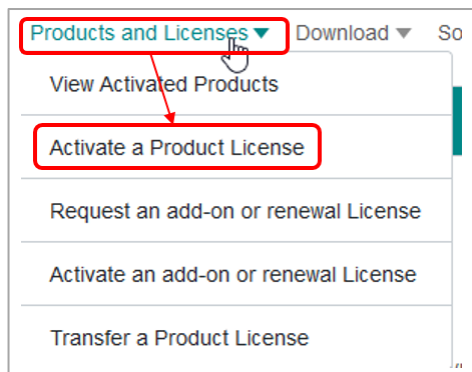 Products and Licenses ▼ Download ▼ So
View Activated Products
Activate a Product License
Request an add-on or renewal License
Activate an add-on or renewal License
Transfer a Product License